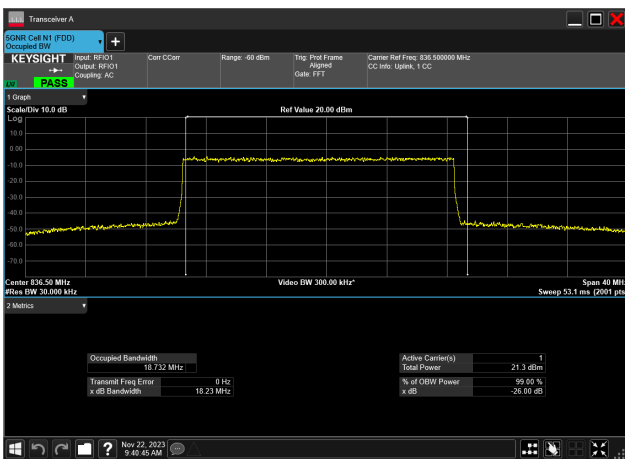 Transceiver A
5GNR Cell N1 (FDD)
Occupied BW
KEYSIGHT
PASS
Input: RFIO1
Output: RFIO1
Coupling: AC
Corr CCorr
Range: -60 dBm
Trig: Prot Frame
Aligned
Gate: FFT
Carrier Ref Freq: 836.500000 MHz
CC Info: Uplink, 1 CC
1 Graph
Scale/Div 10.0 dB
Ref Value 20.00 dBm
Log
10.0
0.00
-10.0
-20.0
-30.0
-40.0
-50.0
-60.0
-70.0
Center 836.50 MHz
Video BW 300.00 kHz*
Span 40 MHz
#Res BW 30.000 kHz
Sweep 53.1 ms (2001 pts
2 Metrics
Occupied Bandwidth
18.732 MHz
Transmit Freq Error 0 Hz
x dB Bandwidth 18.23 MHz
Active Carrier(s) 1
Total Power 21.3 dBm
% of OBW Power 99.00 %
x dB -26.00 dB
Nov 22, 2023
9:40:45 AM